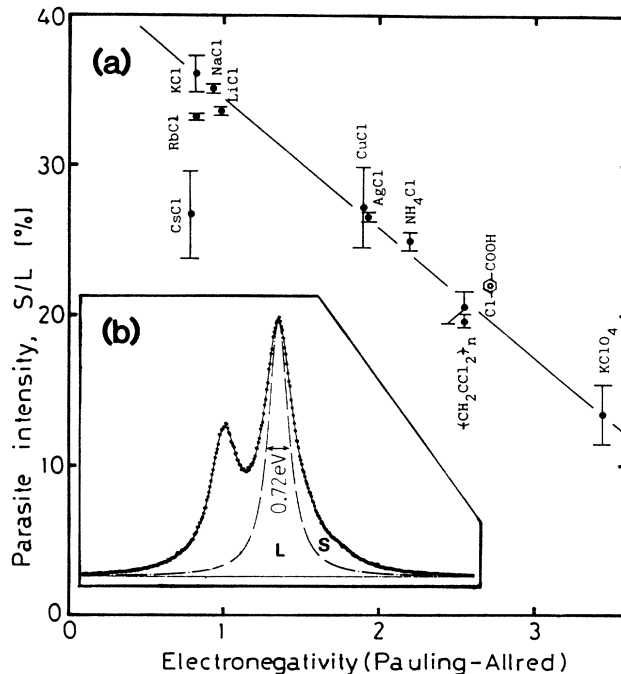 40
30
20
10
0
Parasite intensity, S/L [%]
(a)
KCl
NaCl
LiCl
RbCl
CsCl
CuCl
AgCl
NH₄Cl
Cl-⌬-COOH
+CH₂CCl₂+n
KClO₄
(b)
0.72eV
L
S
0
1
2
3
Electronegativity (Pauling-Allred)